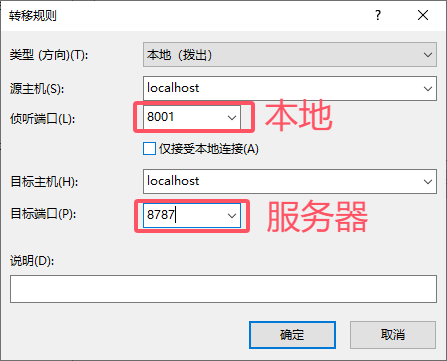 转移规则
类型 (方向)(T): 本地（拨出）
源主机(S): localhost
侦听端口(L): 8001 本地
仅接受本地连接(A)
目标主机(H): localhost
目标端口(P): 8787 服务器
说明(D):
确定 取消